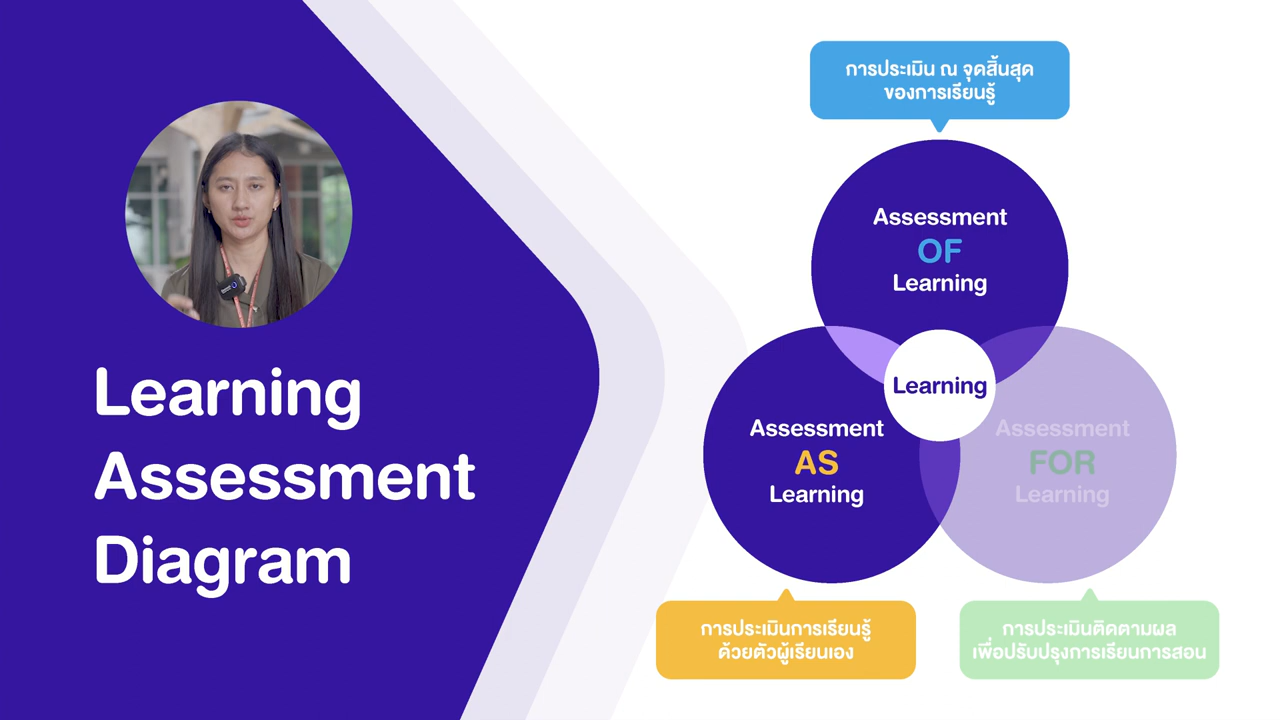 Learning
Assessment
Diagram
การประเมิน ณ จุดสิ้นสุด
ของการเรียนรู้
Assessment
OF
Learning
Learning
Assessment
AS
Learning
Assessment
FOR
Learning
การประเมินการเรียนรู้
ด้วยตัวผู้เรียนเอง
การประเมินติดตามผล
เพื่อปรับปรุงการเรียนการสอน